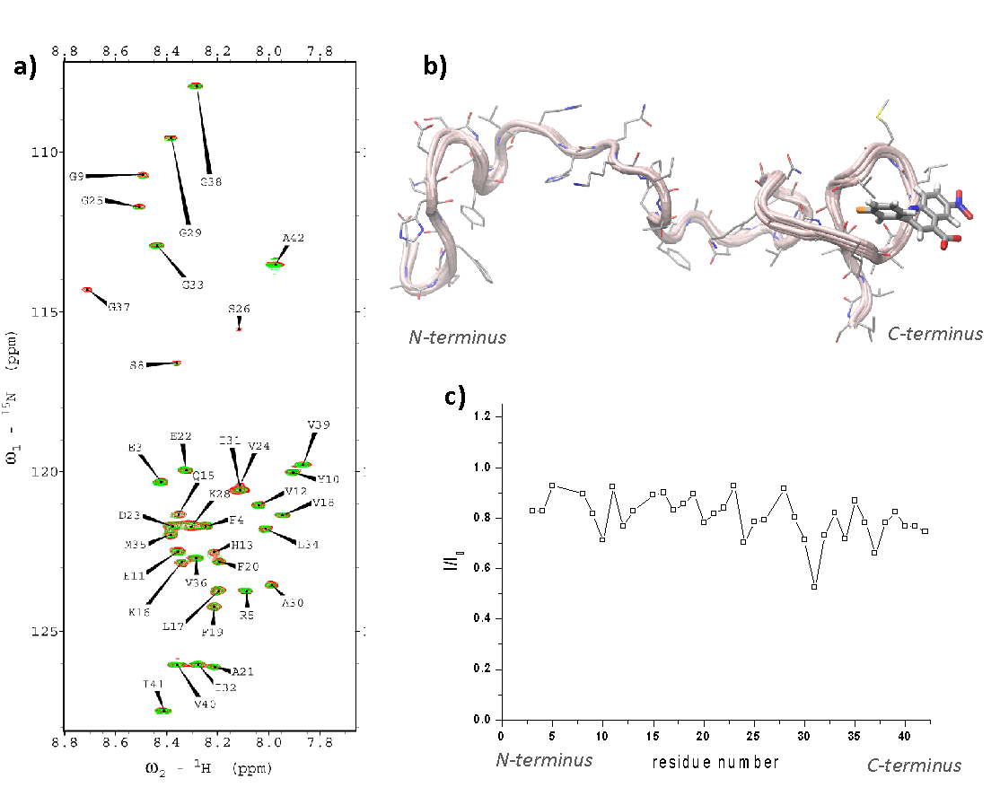 a)
8.8 8.6 8.4 8.2 8.0 7.8
110
115
120
125
ω1 - 15N (ppm)
G38
G9
G25
G29
A42
G33
G37
S26
S8
V39
E22
I31
V24
E3
Q15
Y10
K28
V12
V18
D23
F4
M35
L34
H13
E11
F20
V36
K16
A30
L17
R5
F19
A21
I32
I41
V40
8.8 8.6 8.4 8.2 8.0 7.8
ω2 - 1H (ppm)
b)
N-terminus
C-terminus
c)
1.2
1.0
0.8
0.6
0.4
0.2
0.0
I/I0
0 5 10 15 20 25 30 35 40
N-terminus
residue number
C-terminus